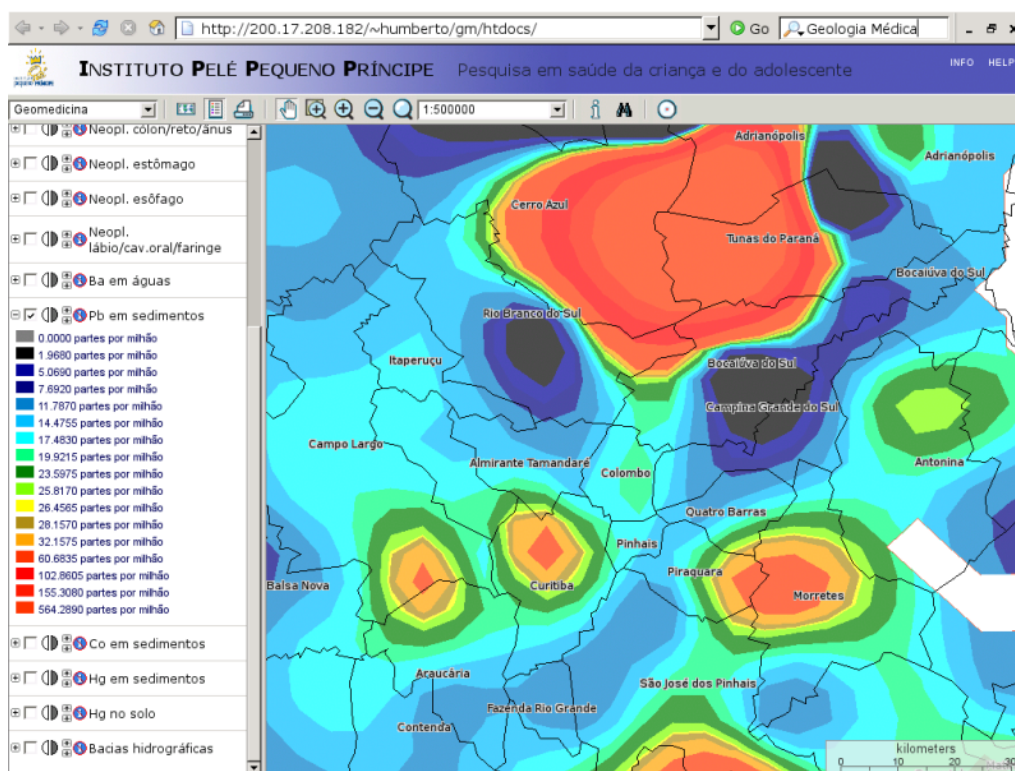 http://200.17.208.182/~humberto/gm/htdocs/ Go Geologia Médica
INSTITUTO PELÉ PEQUENO PRÍNCIPE Pesquisa em saúde da criança e do adolescente INFO HELP
Geomedicina 1:500000
Neopl. cólon/reto/ânus
Neopl. estômago
Neopl. esôfago
Neopl.
lábio/cav.oral/faringe
Ba em águas
Pb em sedimentos
0.0000 partes por milhão
1.9680 partes por milhão
5.0690 partes por milhão
7.6920 partes por milhão
11.7870 partes por milhão
14.4755 partes por milhão
17.4830 partes por milhão
19.9215 partes por milhão
23.5975 partes por milhão
25.8170 partes por milhão
26.4565 partes por milhão
28.1570 partes por milhão
32.1575 partes por milhão
60.6835 partes por milhão
102.8605 partes por milhão
155.3080 partes por milhão
564.2890 partes por milhão
Co em sedimentos
Hg em sedimentos
Hg no solo
Bacias hidrográficas
Adrianópolis
Adrianópolis
Cerro Azul
Tunas do Paraná
Bocaiúva do Sul
Rio Branco do Sul
Itaperuçu
Bocaiúva do Sul
Campina Grande do Sul
Campo Largo
Almirante Tamandaré
Colombo
Antonina
Quatro Barras
Pinhais
Piraquara
Balsa Nova
Curitiba
Morretes
Araucária
São José dos Pinhais
Fazenda Rio Grande
Contenda
kilometers
0 10 20 30